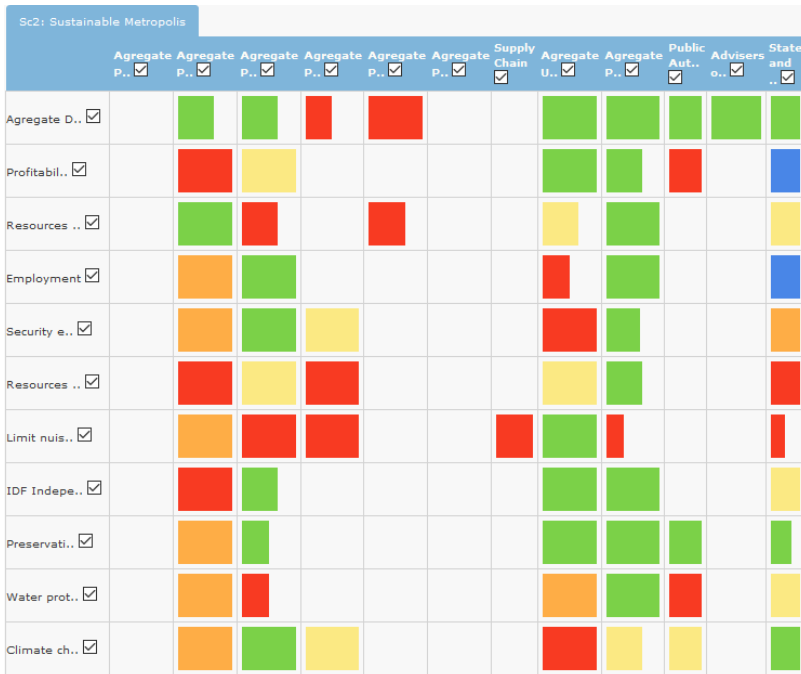 Sc2: Sustainable Metropolis
Agregate P..
Agregate P..
Agregate P..
Agregate P..
Agregate P..
Agregate P..
Supply Chain
Agregate U..
Agregate P..
Public Aut..
Advisers o..
State and ..
Agregate D..
Profitabil..
Resources ..
Employment
Security e..
Resources ..
Limit nuis..
IDF Indepe..
Preservati..
Water prot..
Climate ch..